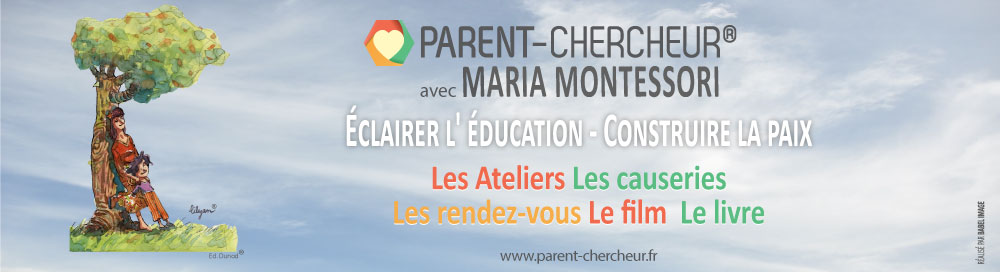 PARENT-CHERCHEUR®
avec MARIA MONTESSORI
ÉCLAIRER L' ÉDUCATION - CONSTRUIRE LA PAIX
Les Ateliers Les causeries
Les rendez-vous Le film Le livre
www.parent-chercheur.fr
Lilyan®
Ed.Dunod®
RÉALISÉ PAR BABEL IMAGE